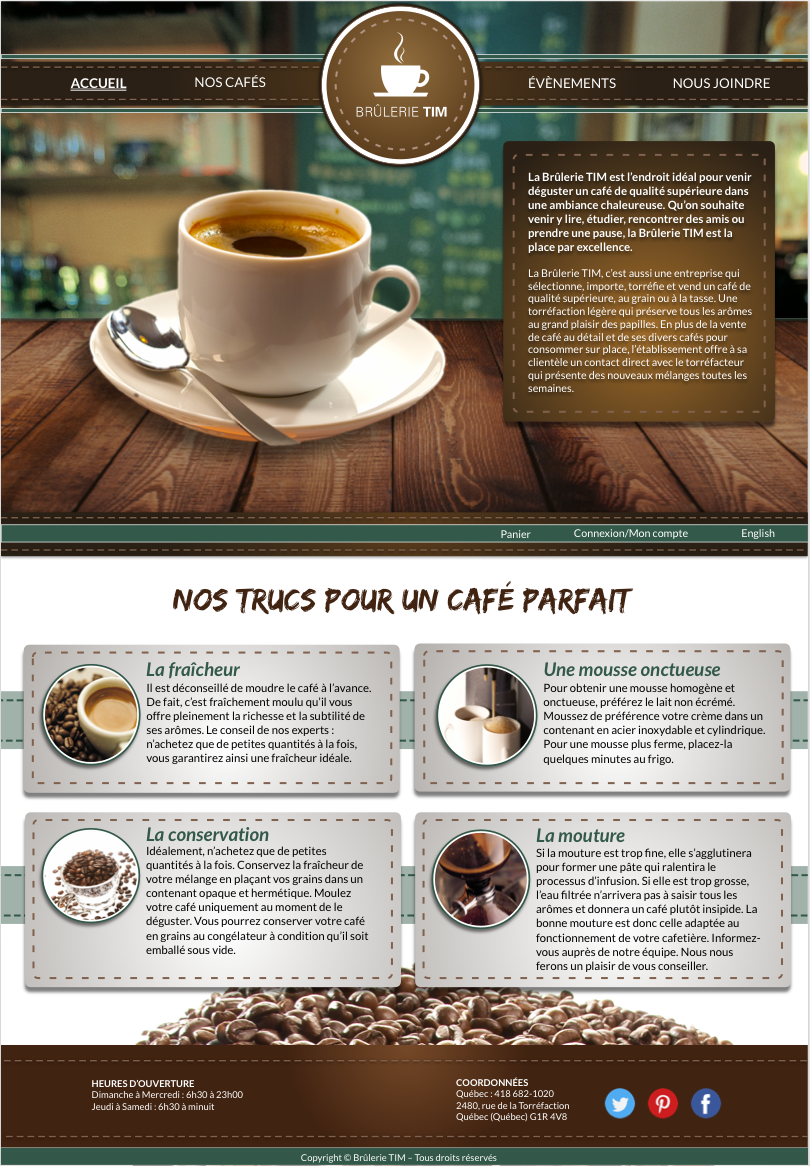 ACCUEIL
NOS CAFÉS
BRÛLERIE TIM
ÉVÈNEMENTS
NOUS JOINDRE
La Brûlerie TIM est l'endroit idéal pour venir
déguster un café de qualité supérieure dans
une ambiance chaleureuse. Qu'on souhaite
venir y lire, étudier, rencontrer des amis ou
prendre une pause, la Brûlerie TIM est la
place par excellence.
La Brûlerie TIM, c'est aussi une entreprise qui
sélectionne, importe, torréfie et vend un café de
qualité supérieure, au grain ou à la tasse. Une
torréfaction légère qui préserve tous les arômes
au grand plaisir des papilles. En plus de la vente
de café au détail et de ses divers cafés pour
consommer sur place, l'établissement offre à sa
clientèle un contact direct avec le torréfacteur
qui présente des nouveaux mélanges toutes les
semaines.
Panier
Connexion/Mon compte
English
NOS TRUCS POUR UN CAFÉ PARFAIT
La fraîcheur
Il est déconseillé de moudre le café à l'avance.
De fait, c'est fraîchement moulu qu'il vous
offre pleinement la richesse et la subtilité de
ses arômes. Le conseil de nos experts :
n'achetez que de petites quantités à la fois,
vous garantirez ainsi une fraîcheur idéale.
Une mousse onctueuse
Pour obtenir une mousse homogène et
onctueuse, préférez le lait non écrémé.
Moussez de préférence votre crème dans un
contenant en acier inoxydable et cylindrique.
Pour une mousse plus ferme, placez-la
quelques minutes au frigo.
La conservation
Idéalement, n'achetez que de petites
quantités à la fois. Conservez la fraîcheur de
votre mélange en plaçant vos grains dans un
contenant opaque et hermétique. Moulez
votre café uniquement au moment de le
déguster. Vous pourrez conserver votre café
en grains au congélateur à condition qu'il soit
emballé sous vide.
La mouture
Si la mouture est trop fine, elle s'agglutinera
pour former une pâte qui ralentira le
processus d'infusion. Si elle est trop grosse,
l'eau filtrée n'arrivera pas à saisir tous les
arômes et donnera un café plutôt insipide. La
bonne mouture est donc celle adaptée au
fonctionnement de votre cafetière. Informez-
vous auprès de notre équipe. Nous nous
ferons un plaisir de vous conseiller.
HEURES D'OUVERTURE
Dimanche à Mercredi : 6h30 à 23h00
Jeudi à Samedi : 6h30 à minuit
COORDONNÉES
Québec : 418 682-1020
2480, rue de la Torréfaction
Québec (Québec) G1R 4V8
Copyright © Brûlerie TIM – Tous droits réservés